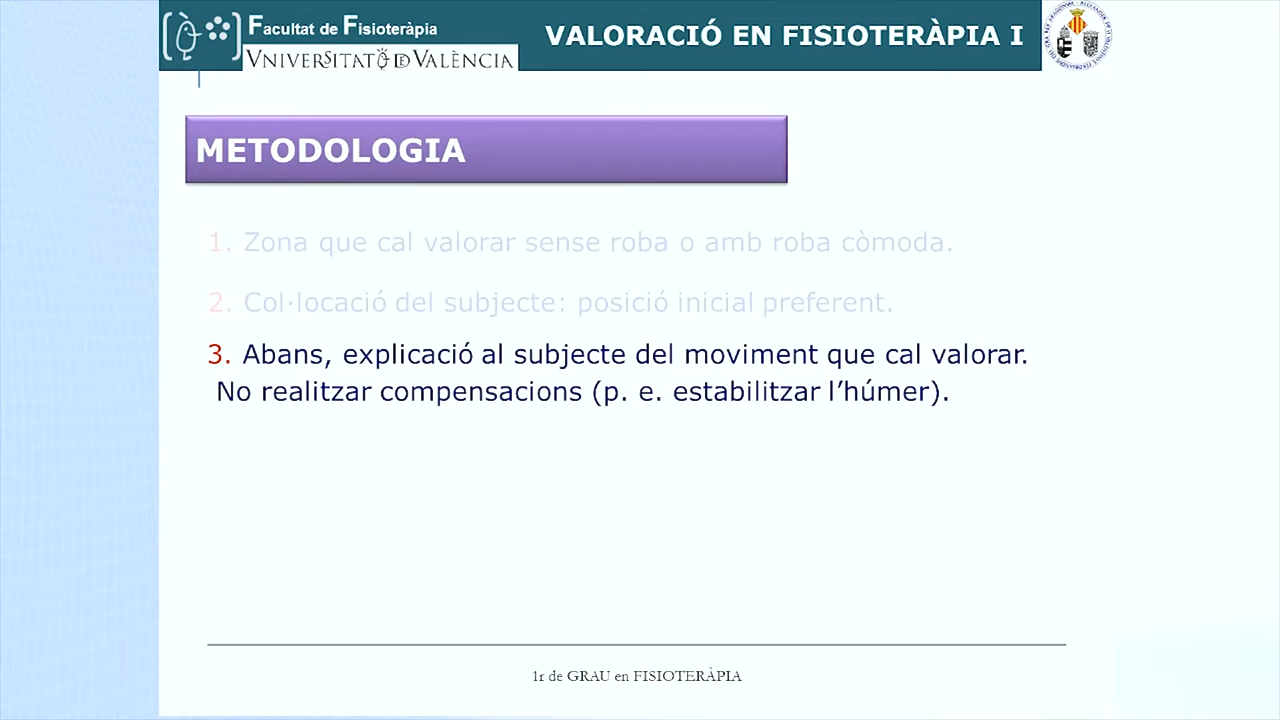 Facultat de Fisioteràpia
VNIVERSITAT DE VALÈNCIA
VALORACIÓ EN FISIOTERÀPIA I
METODOLOGIA
1. Zona que cal valorar sense roba o amb roba còmoda.
2. Col·locació del subjecte: posició inicial preferent.
3. Abans, explicació al subjecte del moviment que cal valorar.
No realitzar compensacions (p. e. estabilitzar l’húmer).
1r de GRAU en FISIOTERÀPIA